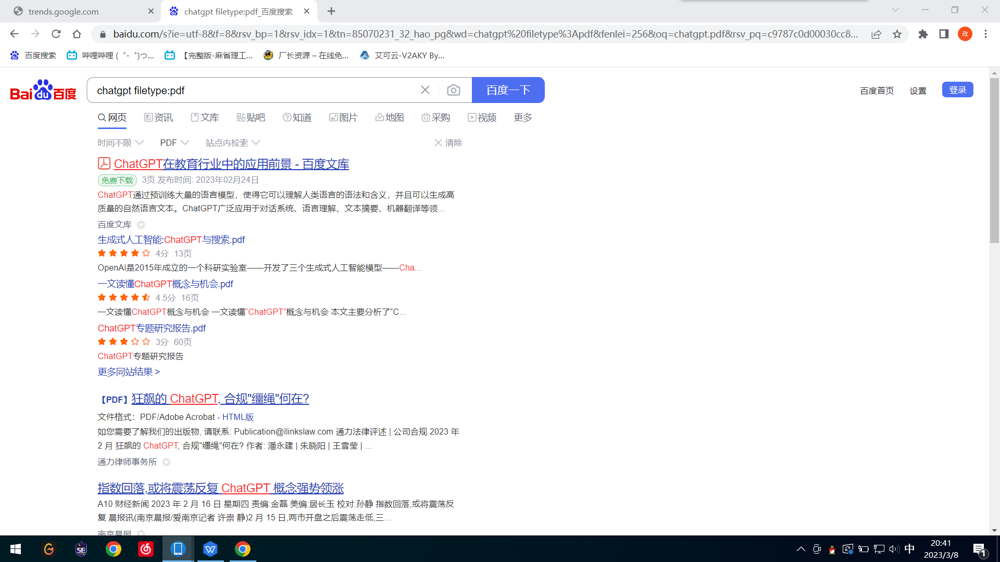 trends.google.com
chatgpt filetype:pdf_百度搜索
baidu.com/s?ie=utf-8&f=8&rsv_bp=1&rsv_idx=1&tn=85070231_32_hao_pg&wd=chatgpt%20filetype%3Apdf&fenlei=256&oq=chatgpt.pdf&rsv_pq=c9787c0d00030cc8...
政
百度搜索
哔哩哔哩 ( ゜- ゜)つ...
【完整版-麻省理工...
厂长资源 – 在线免...
艾可云-V2AKY By...
Bai du 百度
chatgpt filetype:pdf
百度一下
百度首页
设置
登录
网页
资讯
文库
贴吧
知道
图片
地图
采购
视频
更多
时间不限
PDF
站点内检索
清除
ChatGPT在教育行业中的应用前景 - 百度文库
免费下载 3页 发布时间: 2023年02月24日
ChatGPT通过预训练大量的语言模型，使得它可以理解人类语言的语法和含义，并且可以生成高
质量的自然语言文本。ChatGPT广泛应用于对话系统、语言理解、文本摘要、机器翻译等领...
百度文库
生成式人工智能:ChatGPT与搜索.pdf
4分 13页
OpenAI是2015年成立的一个科研实验室——开发了三个生成式人工智能模型——Cha...
一文读懂ChatGPT概念与机会.pdf
4.5分 16页
一文读懂ChatGPT概念与机会 一文读懂“ChatGPT”概念与机会 本文主要分析了“C...
ChatGPT专题研究报告.pdf
3分 60页
ChatGPT专题研究报告
更多同站结果 >
【PDF】狂飙的 ChatGPT, 合规"缰绳"何在?
文件格式：PDF/Adobe Acrobat - HTML版
如您需要了解我们的出版物, 请联系: Publication@llinkslaw.com 通力法律评述 | 公司合规 2023 年
2 月 狂飙的 ChatGPT, 合规"缰绳"何在? 作者: 潘永建 | 朱晓阳 | 王雪莹 | ...
通力律师事务所
指数回落,或将震荡反复 ChatGPT 概念强势领涨
A10 财经新闻 2023 年 2 月 16 日 星期四 责编:金磊 美编:居长玉 校对:孙静 指数回落,或将震荡反
复 晨报讯(南京晨报/爱南京记者 许崇 静)2 月 15 日,两市开盘之后震荡走低,三...
南京晨报
中
20:41
2023/3/8
1